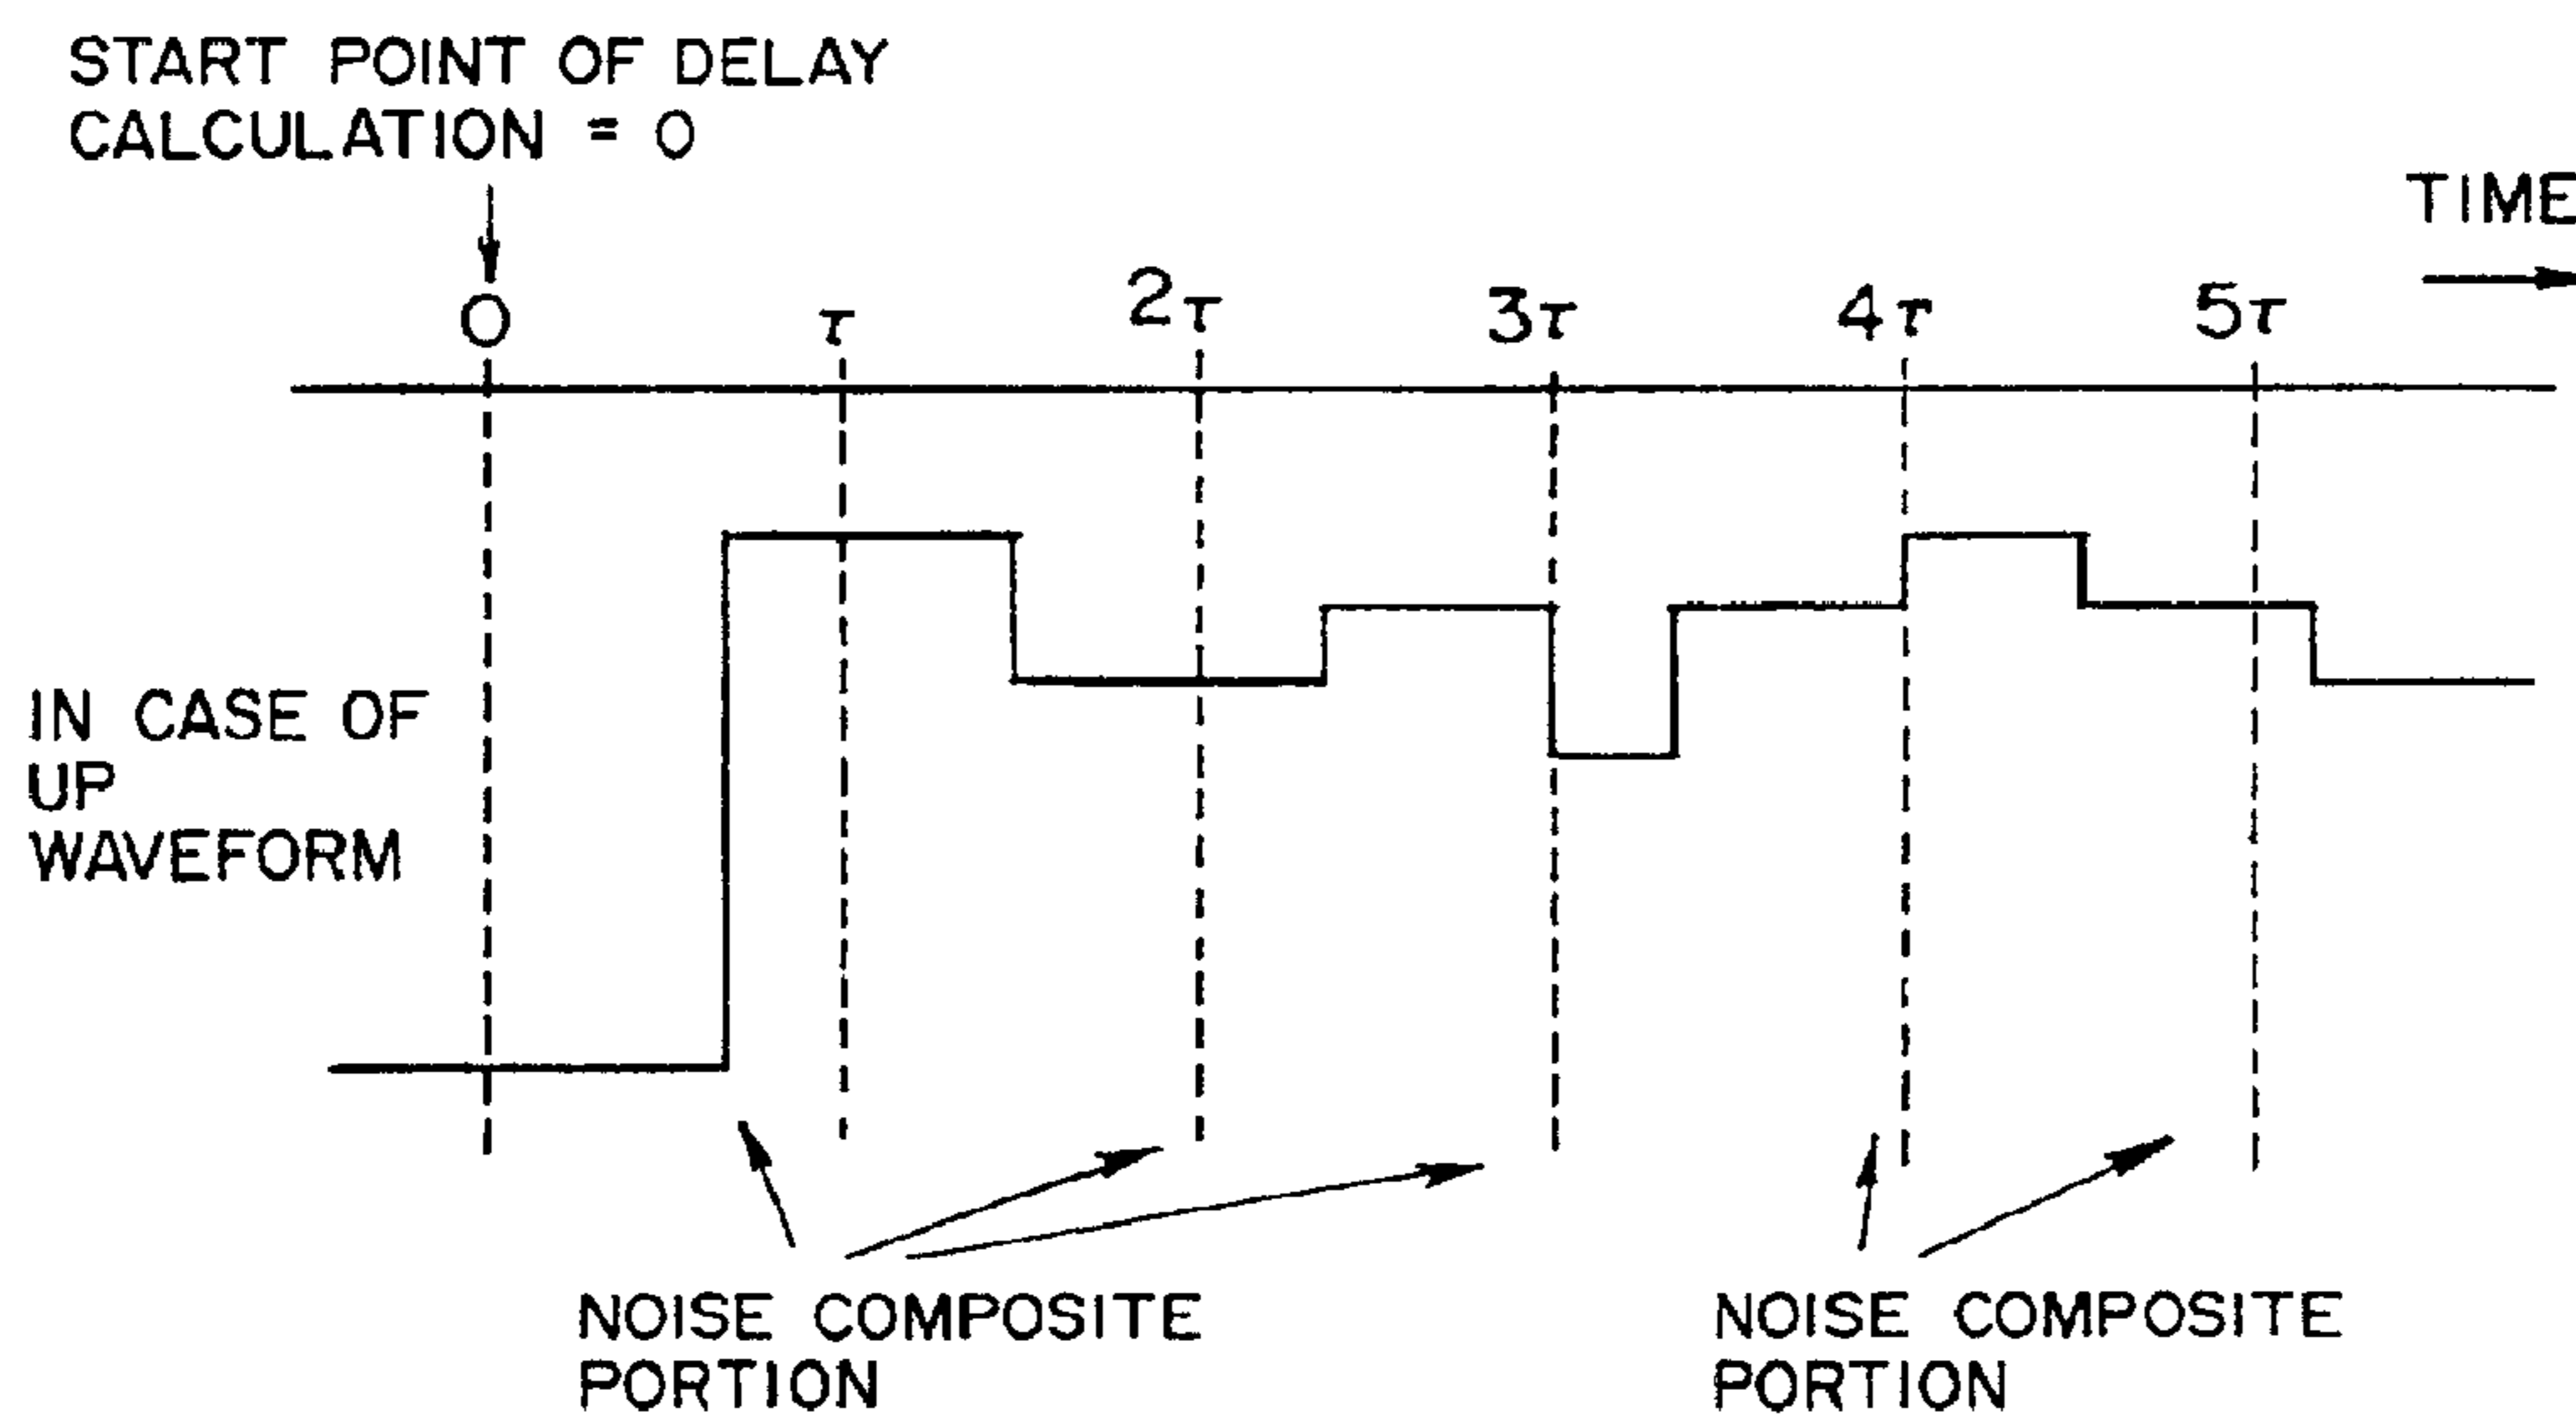 START POINT OF DELAY
CALCULATION = 0
TIME
0 τ 2τ 3τ 4τ 5τ
IN CASE OF
UP
WAVEFORM
NOISE COMPOSITE
PORTION
NOISE COMPOSITE
PORTION